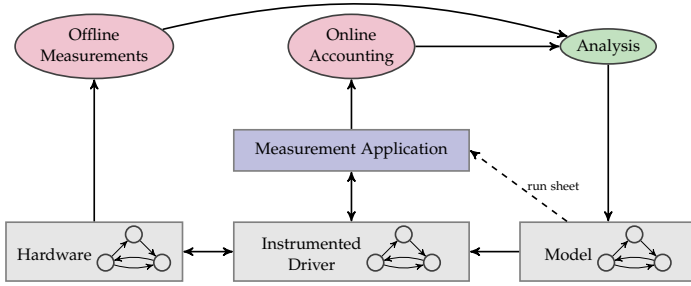 Offline
Measurements
Online
Accounting
Analysis
Measurement Application
run sheet
Hardware
Instrumented
Driver
Model